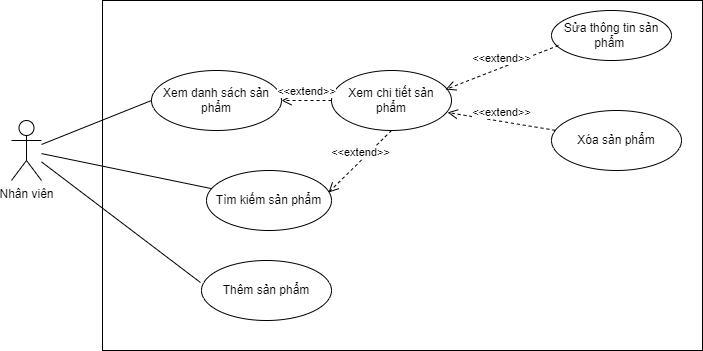 Sửa thông tin sản
phẩm
<<extend>>
Xem danh sách sản
phẩm
<<extend>>
Xem chi tiết sản
phẩm
<<extend>>
Xóa sản phẩm
<<extend>>
Nhân viên
Tìm kiếm sản phẩm
Thêm sản phẩm